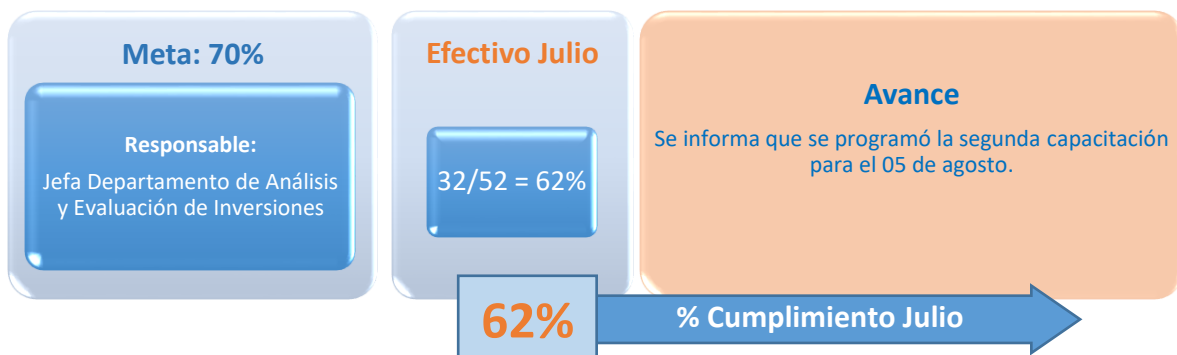 Meta: 70%
Responsable:
Jefa Departamento de Análisis
y Evaluación de Inversiones
Efectivo Julio
32/52 = 62%
Avance
Se informa que se programó la segunda capacitación
para el 05 de agosto.
62%
% Cumplimiento Julio